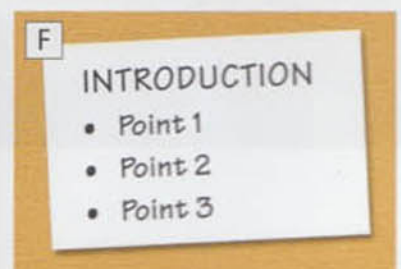 F
INTRODUCTION
• Point 1
• Point 2
• Point 3